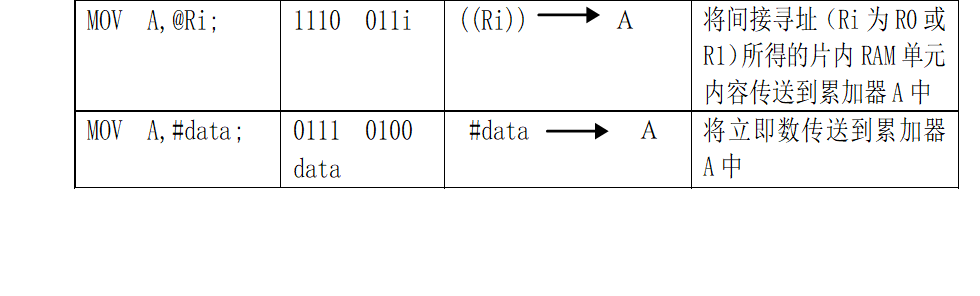 MOV A,@Ri; 1110 011i ((Ri)) → A 将间接寻址（Ri 为 R0 或
R1）所得的片内 RAM 单元
内容传送到累加器 A 中
MOV A,#data; 0111 0100 #data → A 将立即数传送到累加器
data A 中